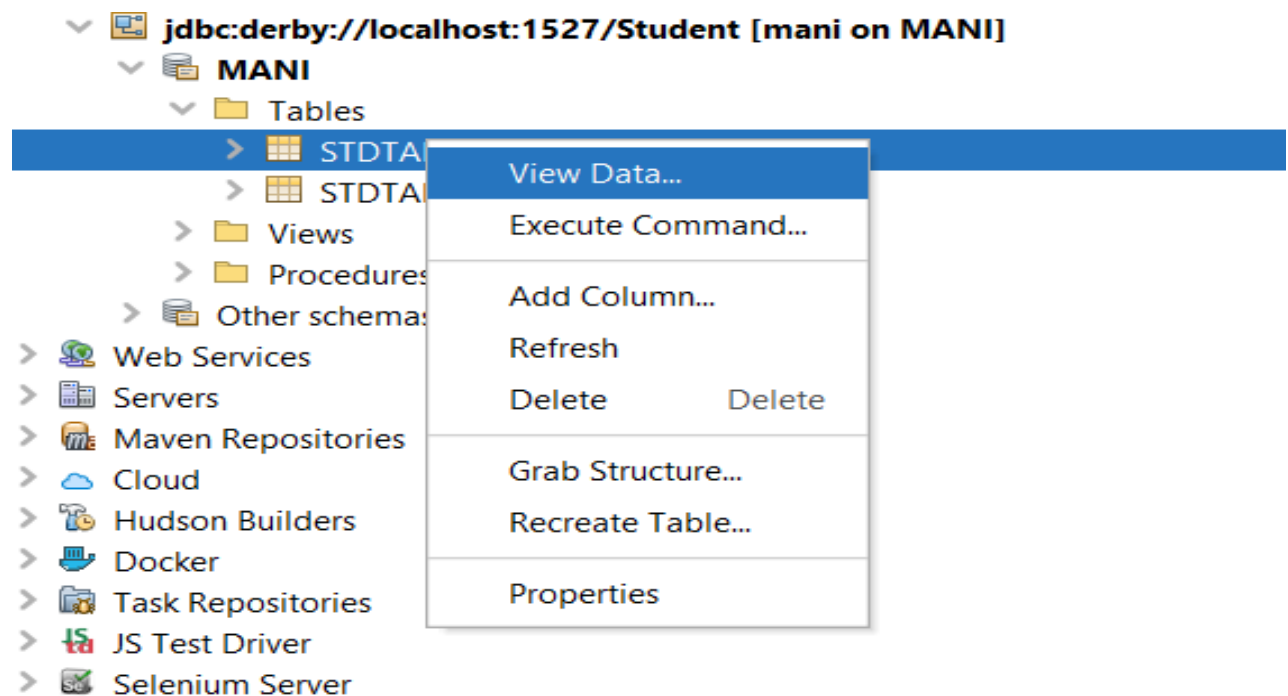 jdbc:derby://localhost:1527/Student [mani on MANI]
MANI
Tables
View Data...
Execute Command...
Views
Procedures
Add Column...
Other schemas
Refresh
Web Services
Servers
Delete Delete
Maven Repositories
Grab Structure...
Cloud
Recreate Table...
Hudson Builders
Docker
Properties
Task Repositories
JS Test Driver
Selenium Server